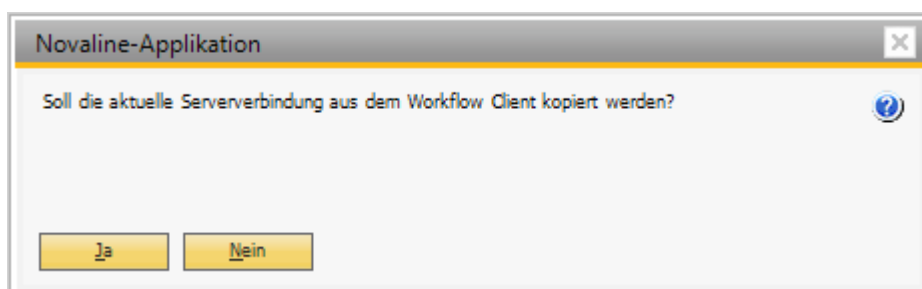 Novaline-Applikation
Soll die aktuelle Serververbindung aus dem Workflow Client kopiert werden?
Ja
Nein